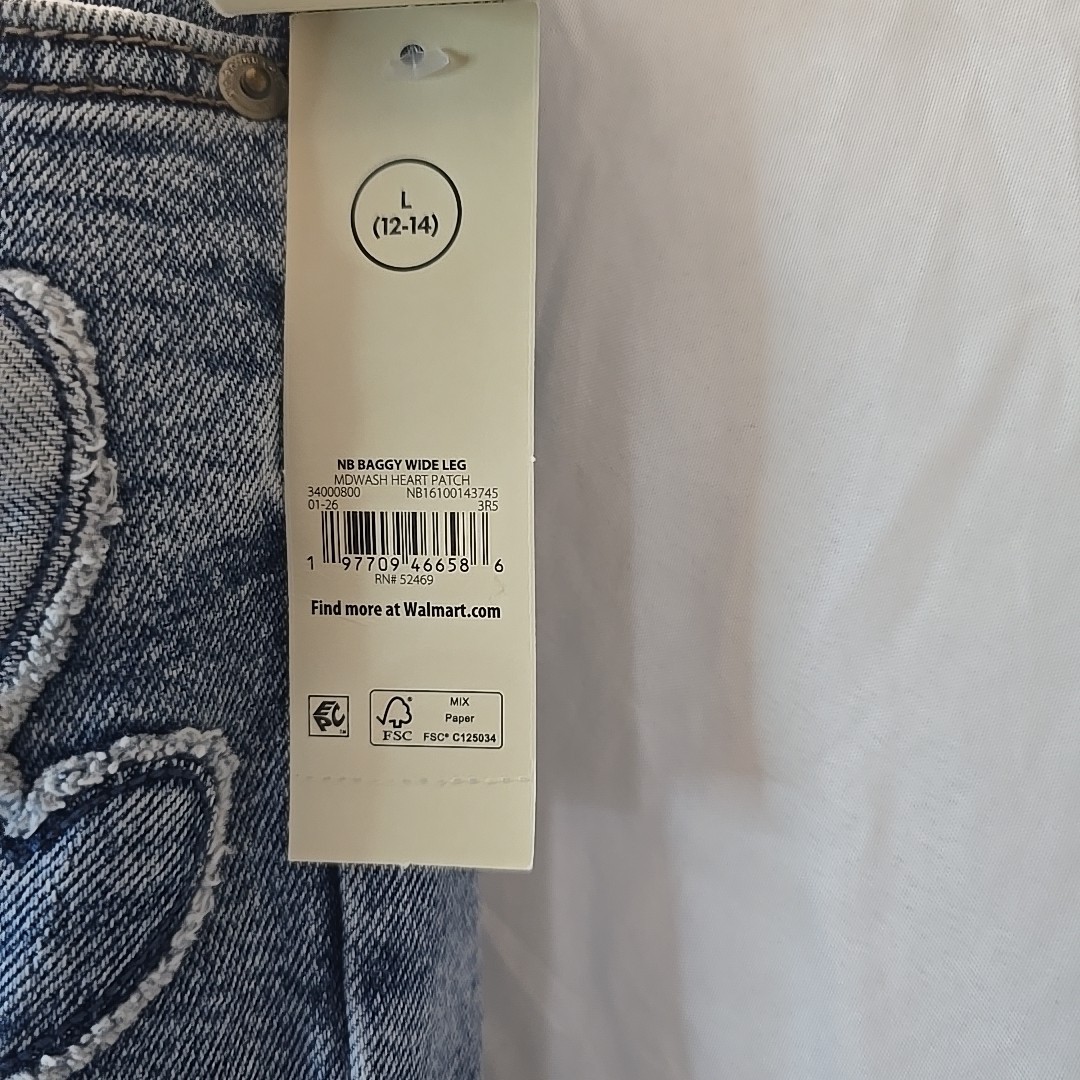 L
(12-14)
NB BAGGY WIDE LEG
MDWASH HEART PATCH
34000800 NB16100143745
01-26 3R5
1 97709 46658 6
RN# 52469
Find more at Walmart.com
EPC
MIX
Paper
FSC® C125034
FSC